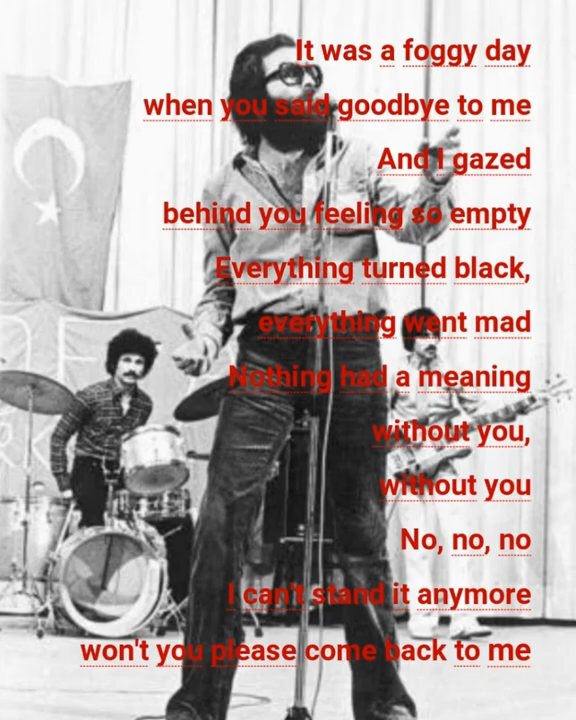 It was a foggy day
when you said goodbye to me
And I gazed
behind you feeling so empty
Everything turned black,
everything went mad
Nothing had a meaning
without you,
without you
No, no, no
I can't stand it anymore
won't you please come back to me